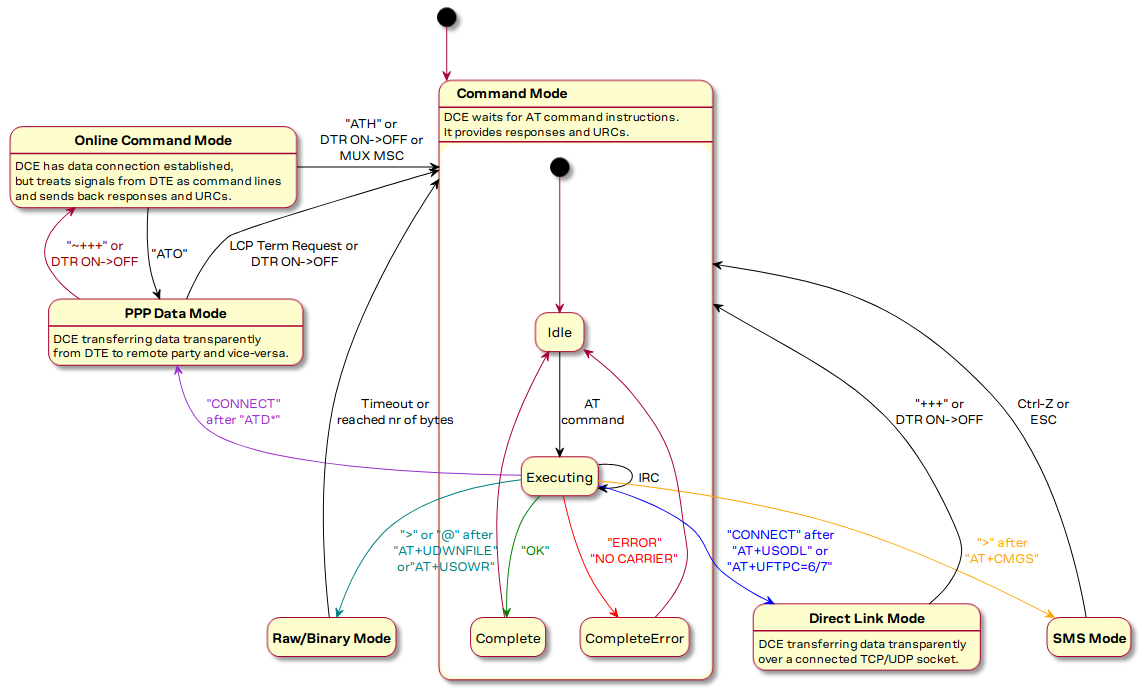 Command Mode
DCE waits for AT command instructions.
It provides responses and URCs.
"ATH" or
DTR ON->OFF or
MUX MSC
Online Command Mode
DCE has data connection established,
but treats signals from DTE as command lines
and sends back responses and URCs.
"~+++" or
DTR ON->OFF
"ATO"
LCP Term Request or
DTR ON->OFF
PPP Data Mode
DCE transferring data transparently
from DTE to remote party and vice-versa.
Idle
"CONNECT"
after "ATD*"
Timeout or
reached nr of bytes
AT
command
"+++" or
DTR ON->OFF
Ctrl-Z or
ESC
Executing
IRC
">" or "@" after
"AT+UDWNFILE"
or"AT+USOWR"
"OK"
"ERROR"
"NO CARRIER"
"CONNECT" after
"AT+USODL" or
"AT+UFTPC=6/7"
">" after
"AT+CMGS"
Raw/Binary Mode
Complete
CompleteError
Direct Link Mode
DCE transferring data transparently
over a connected TCP/UDP socket.
SMS Mode